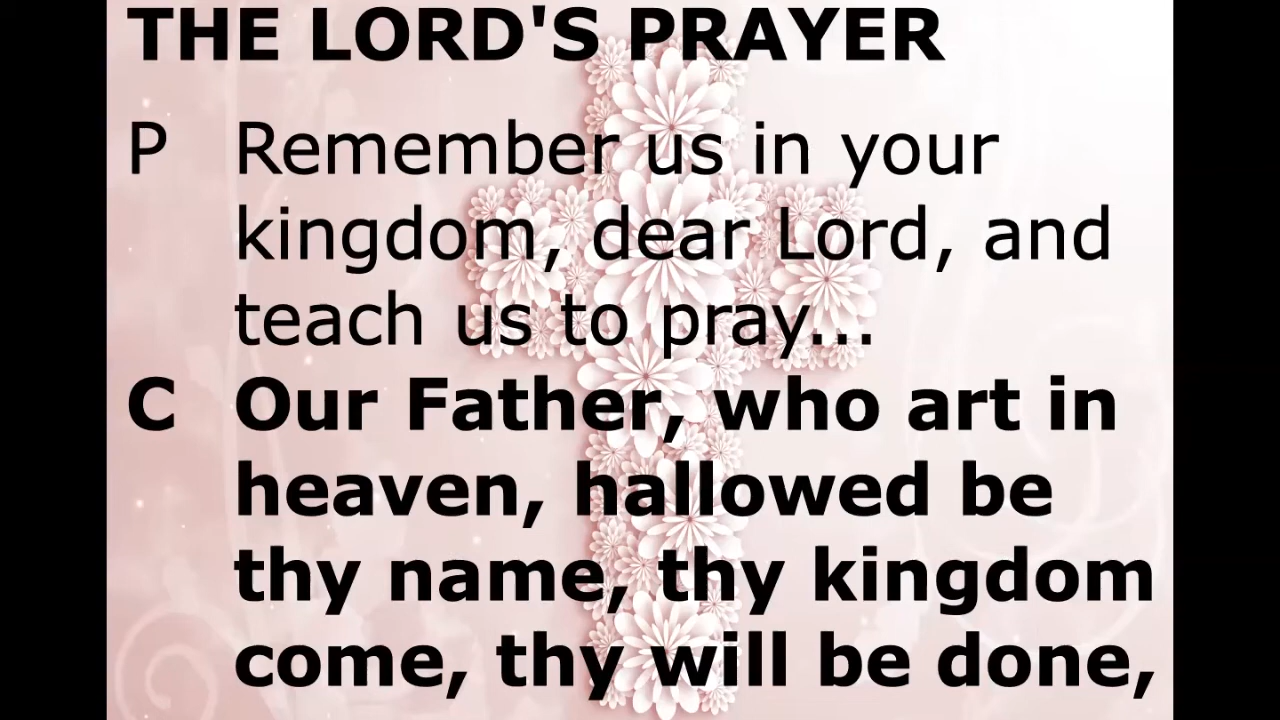 THE LORD'S PRAYER
P Remember us in your
kingdom, dear Lord, and
teach us to pray...
C Our Father, who art in
heaven, hallowed be
thy name, thy kingdom
come, thy will be done,